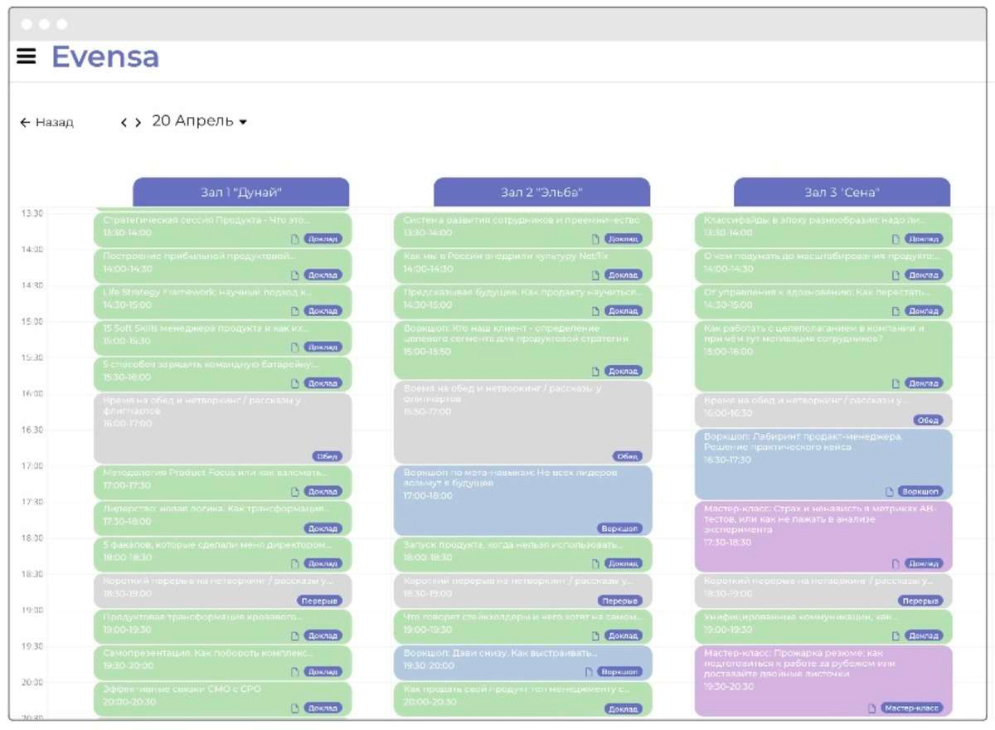 Evensa
← Назад
< > 20 Апрель
Зал 1 "Дунай"
Зал 2 "Эльба"
Зал 3 "Сена"
13:30
14:00
14:30
15:00
15:30
16:00
16:30
17:00
17:30
18:00
18:30
19:00
19:30
20:00
20:30
Стратегическая сессия Продукта - Что это...
13:30-14:00
Доклад
Построение прибыльной продуктовой...
14:00-14:30
Доклад
Life Strategy Framework: научный подход к...
14:30-15:00
Доклад
15 Soft Skills менеджера продукта и как их...
15:00-15:30
Доклад
5 способов зарядить командную батарейку...
15:30-16:00
Доклад
Время на обед и нетворкинг / рассказы у
флипчартов
16:00-17:00
Обед
Методология Product Focus или как взломать...
17:00-17:30
Доклад
Лидерство: новая логика. Как трансформация...
17:30-18:00
Доклад
5 факапов, которые сделали меня директором...
18:00-18:30
Доклад
Короткий перерыв на нетворкинг / рассказы у...
18:30-19:00
Перерыв
Продуктовая трансформация кровавого...
19:00-19:30
Доклад
Самопрезентация. Как побороть комплекс...
19:30-20:00
Доклад
Эффективные связки CMO с CPO
20:00-20:30
Доклад
Система развития сотрудников и преемничество
13:30-14:00
Доклад
Как мы в России внедрили культуру Netflix
14:00-14:30
Доклад
Предсказывая будущее. Как продакту научиться...
14:30-15:00
Доклад
Воркшоп: Кто наш клиент - определение
целевого сегмента для продуктовой стратегии
15:00-15:50
Доклад
Время на обед и нетворкинг / рассказы у
флипчартов
15:50-17:00
Обед
Воркшоп по мета-навыкам: Не всех лидеров
возьмут в будущее
17:00-18:00
Воркшоп
Запуск продукта, когда нельзя использовать...
18:00-18:30
Доклад
Короткий перерыв на нетворкинг / рассказы у...
18:30-19:00
Перерыв
Что говорят стейкхолдеры и чего хотят на самом...
19:00-19:30
Доклад
Воркшоп: Дави снизу. Как выстраивать...
19:30-20:00
Воркшоп
Как продать свой продукт топ менеджменту с...
20:00-20:30
Доклад
Классифайды в эпоху разнообразия: надо ли...
13:30-14:00
Доклад
О чем подумать до масштабирования продукта:...
14:00-14:30
Доклад
От управления к вдохновению. Как перестать...
14:30-15:00
Доклад
Как работать с целеполаганием в компании и
при чём тут мотивация сотрудников?
15:00-16:00
Доклад
Время на обед и нетворкинг / рассказы у...
16:00-16:30
Обед
Воркшоп: Лабиринт продакт-менеджера.
Решение практического кейса
16:30-17:30
Воркшоп
Мастер-класс: Страх и ненависть в метриках АВ-
тестов, или как не лажать в анализе
эксперимента
17:30-18:30
Доклад
Короткий перерыв на нетворкинг / рассказы у...
18:30-19:00
Перерыв
Унифицированные коммуникации, как...
19:00-19:30
Доклад
Мастер-класс: Прожарка резюме: как
подготовиться к работе за рубежом или
доставайте двойные листочки
19:30-20:30
Мастер-класс